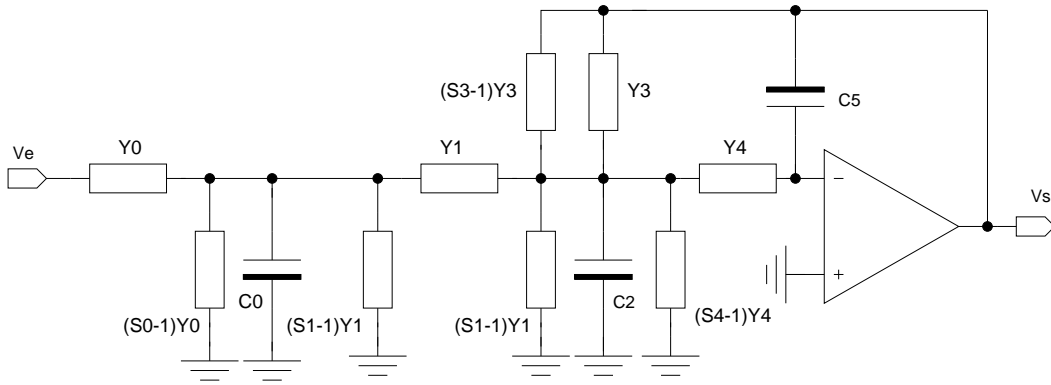 (S3-1)Y3
Y3
C5
Ve
Y0
Y1
Y4
−
Vs
+
C0
C2
(S0-1)Y0
(S1-1)Y1
(S1-1)Y1
(S4-1)Y4